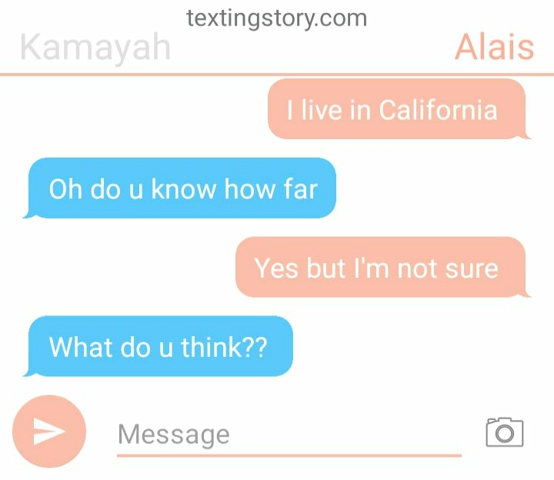 textingstory.com
Kamayah
Alais
I live in California
Oh do u know how far
Yes but I'm not sure
What do u think??
Message